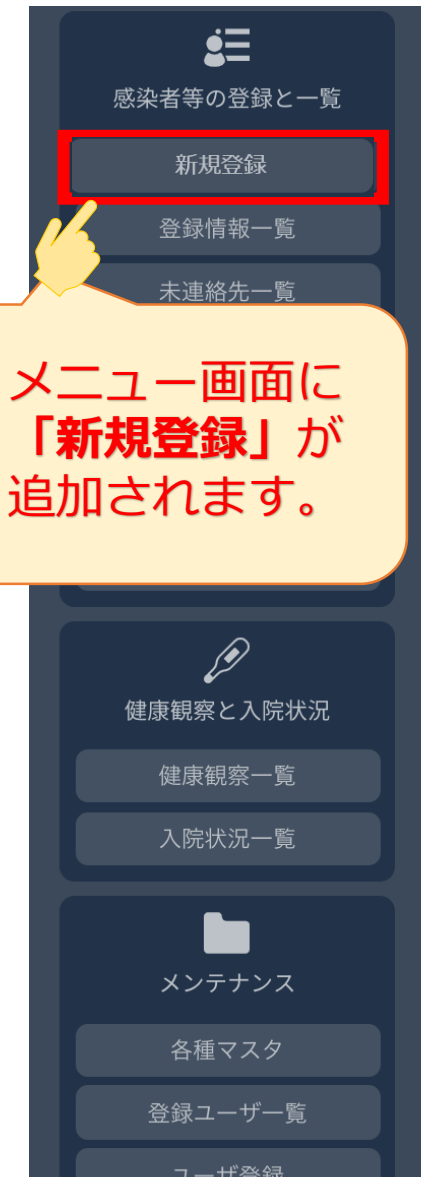 感染者等の登録と一覧
新規登録
登録情報一覧
未連絡先一覧
メニュー画面に
「新規登録」が
追加されます。
健康観察と入院状況
健康観察一覧
入院状況一覧
メンテナンス
各種マスタ
登録ユーザ一覧
ユーザ登録